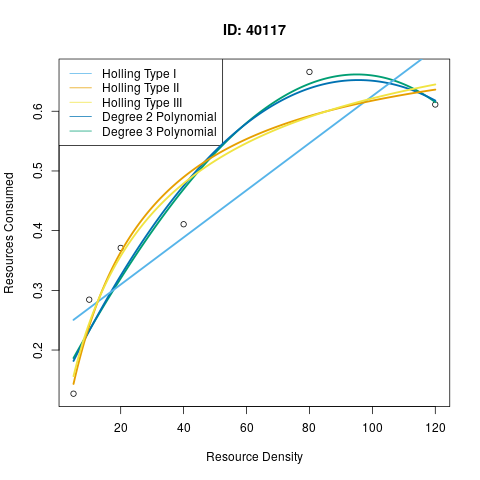 ID: 40117
Holling Type I
Holling Type II
Holling Type III
Degree 2 Polynomial
Degree 3 Polynomial
Resources Consumed
0.2 0.3 0.4 0.5 0.6
20 40 60 80 100 120
Resource Density